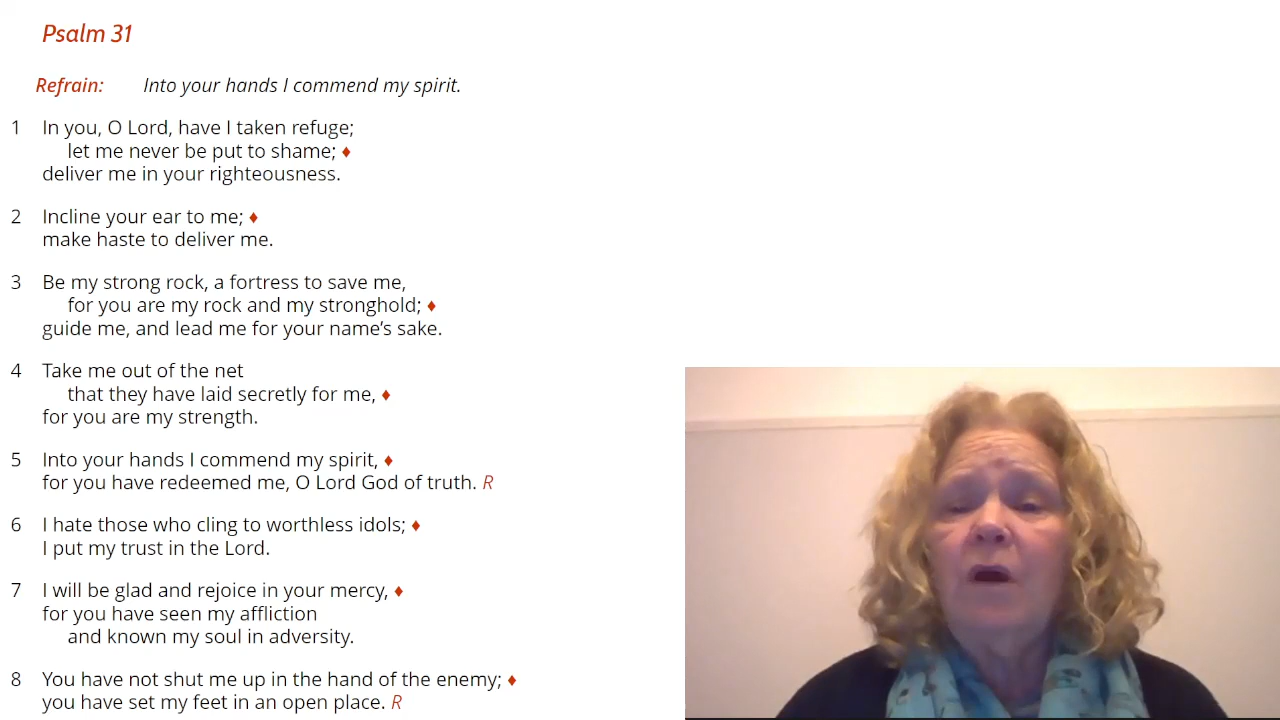 Psalm 31
Refrain: Into your hands I commend my spirit.
1 In you, O Lord, have I taken refuge;
let me never be put to shame; ♦
deliver me in your righteousness.
2 Incline your ear to me; ♦
make haste to deliver me.
3 Be my strong rock, a fortress to save me,
for you are my rock and my stronghold; ♦
guide me, and lead me for your name’s sake.
4 Take me out of the net
that they have laid secretly for me, ♦
for you are my strength.
5 Into your hands I commend my spirit, ♦
for you have redeemed me, O Lord God of truth. R
6 I hate those who cling to worthless idols; ♦
I put my trust in the Lord.
7 I will be glad and rejoice in your mercy, ♦
for you have seen my affliction
and known my soul in adversity.
8 You have not shut me up in the hand of the enemy; ♦
you have set my feet in an open place. R